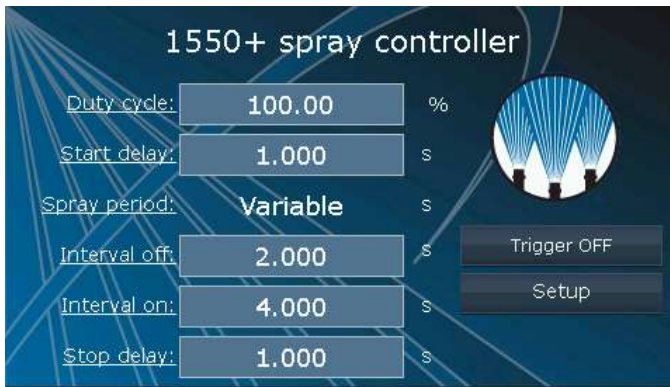 1550+ spray controller
Duty cycle: 100.00 %
Start delay: 1.000 s
Spray period: Variable s
Interval off: 2.000 s
Trigger OFF
Interval on: 4.000 s
Setup
Stop delay: 1.000 s